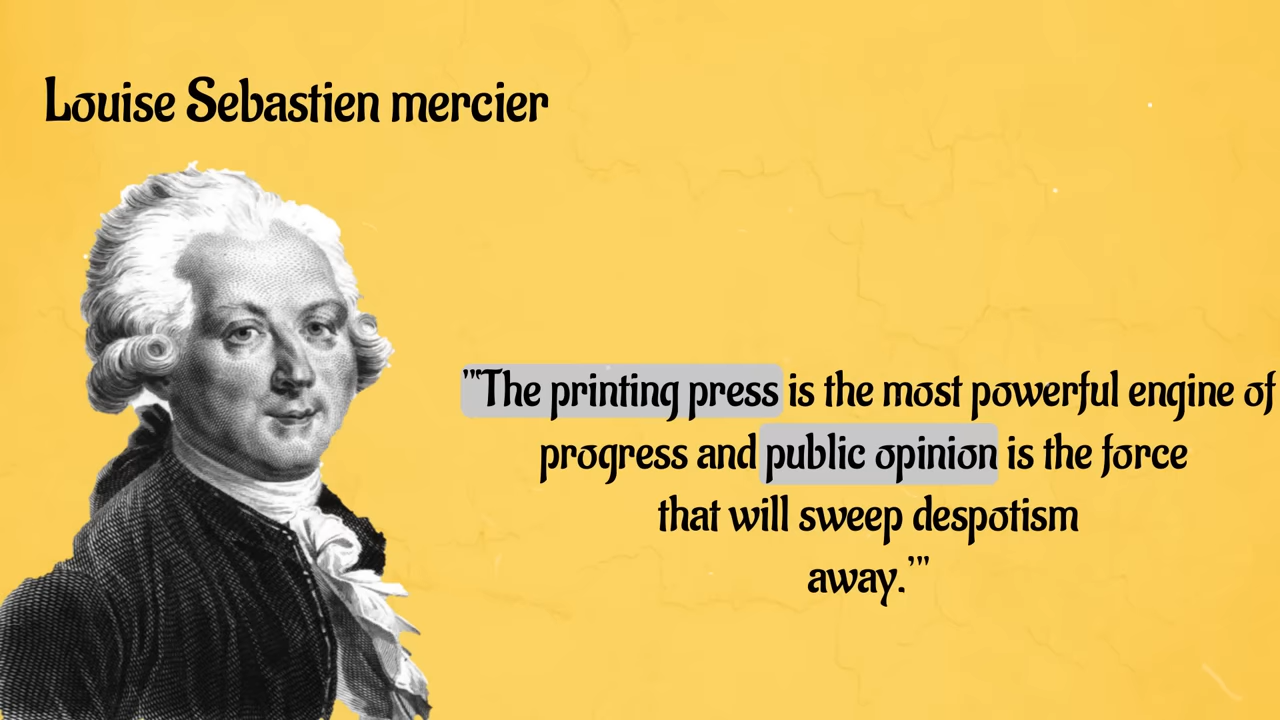 Louise Sebastien mercier
"'The printing press is the most powerful engine of
progress and public opinion is the force
that will sweep despotism
away.'"